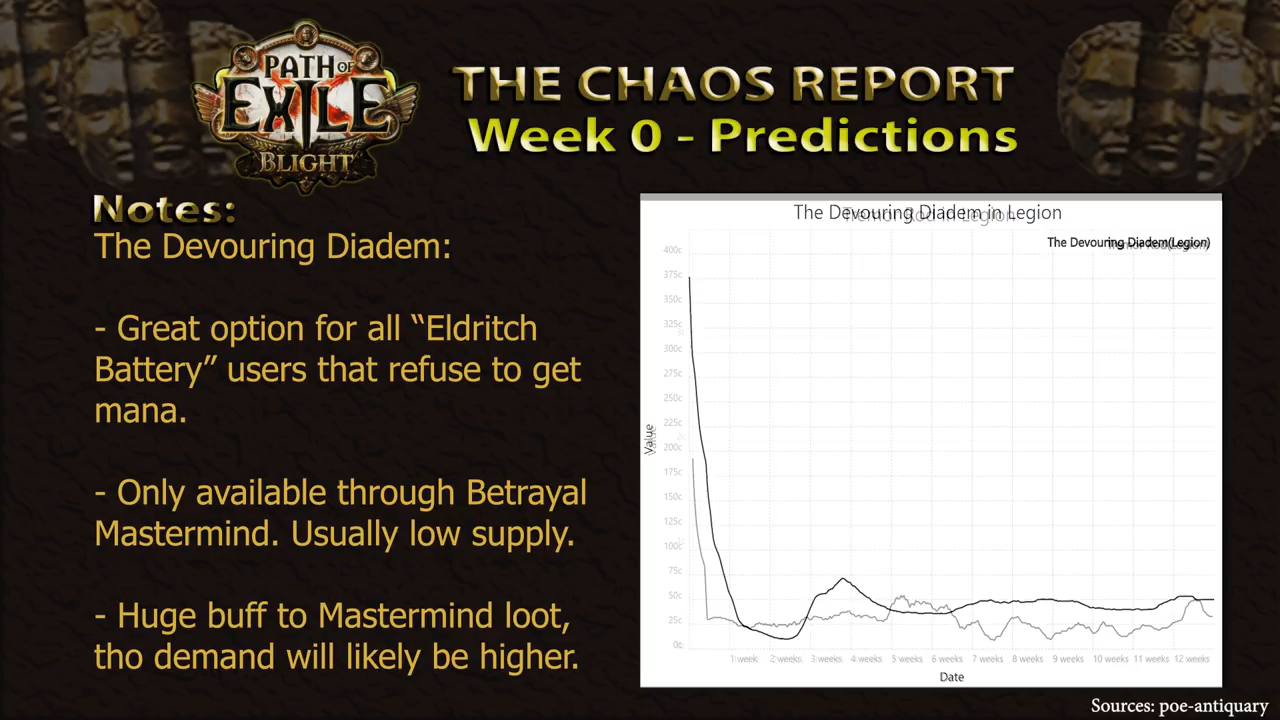 PATH OF
EXILE
BLIGHT
THE CHAOS REPORT
Week 0 - Predictions
Notes:
The Devouring Diadem:
- Great option for all “Eldritch
Battery” users that refuse to get
mana.
- Only available through Betrayal
Mastermind. Usually low supply.
- Huge buff to Mastermind loot,
tho demand will likely be higher.
The Devouring Diadem in Legion
The Devouring Diadem(Legion)
400c
375c
350c
325c
300c
275c
250c
225c
200c
175c
150c
125c
100c
75c
50c
25c
0c
Value
1 week
2 weeks
3 weeks
4 weeks
5 weeks
6 weeks
7 weeks
8 weeks
9 weeks
10 weeks
11 weeks
12 weeks
Date
Sources: poe-antiquary